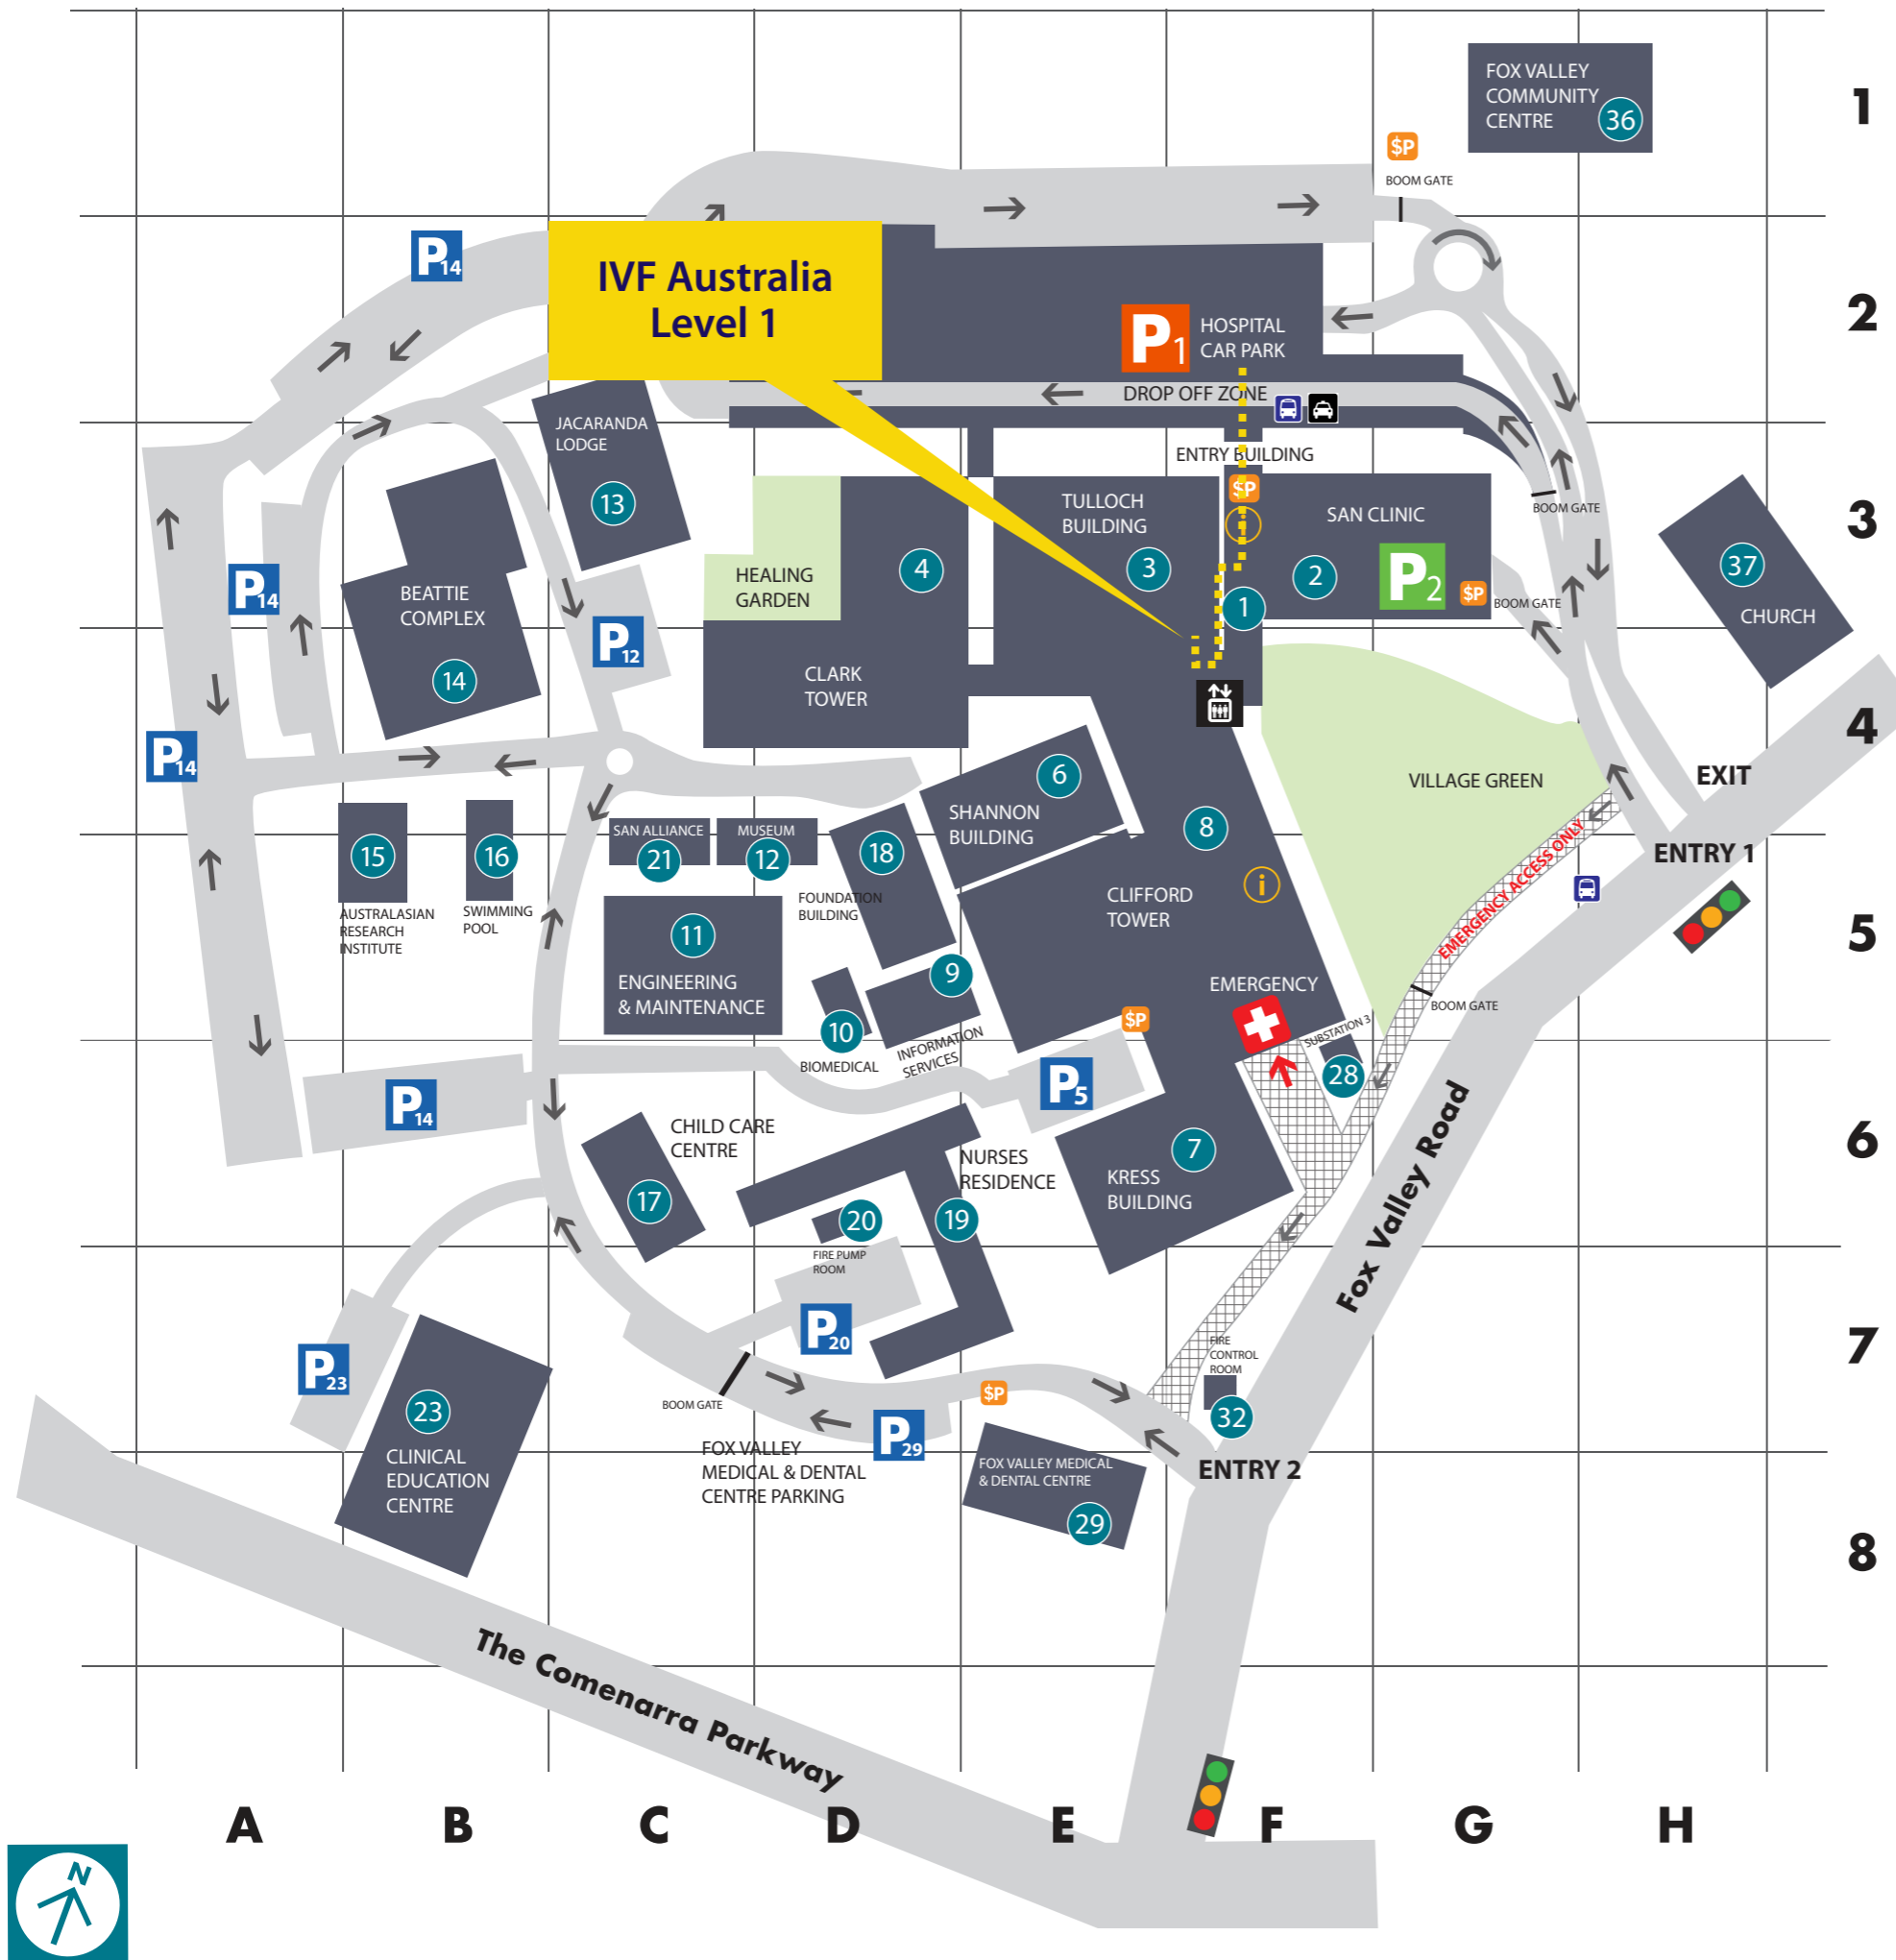 FOX VALLEY
COMMUNITY
CENTRE
36
1
$P
BOOM GATE
P14
IVF Australia
Level 1
P1
HOSPITAL
CAR PARK
2
DROP OFF ZONE
JACARANDA
LODGE
13
ENTRY BUILDING
$P
i
TULLOCH
BUILDING
3
SAN CLINIC
2
P2
$P
BOOM GATE
BOOM GATE
3
37
CHURCH
P14
BEATTIE
COMPLEX
14
P12
HEALING
GARDEN
4
CLARK
TOWER
1
P14
6
SHANNON
BUILDING
8
VILLAGE GREEN
EXIT
4
ENTRY 1
EMERGENCY ACCESS ONLY
15
AUSTRALASIAN
RESEARCH
INSTITUTE
16
SWIMMING
POOL
SAN ALLIANCE
21
MUSEUM
12
18
FOUNDATION
BUILDING
CLIFFORD
TOWER
i
5
11
ENGINEERING
& MAINTENANCE
9
INFORMATION
SERVICES
10
BIOMEDICAL
$P
EMERGENCY
SUBSTATION 3
28
BOOM GATE
P14
P5
CHILD CARE
CENTRE
17
NURSES
RESIDENCE
19
20
FIRE PUMP
ROOM
7
KRESS
BUILDING
Fox Valley Road
6
P23
P20
23
CLINICAL
EDUCATION
CENTRE
BOOM GATE
P29
FOX VALLEY
MEDICAL & DENTAL
CENTRE PARKING
$P
FIRE
CONTROL
ROOM
32
7
FOX VALLEY MEDICAL
& DENTAL CENTRE
29
ENTRY 2
8
The Comenarra Parkway
A
B
C
D
E
F
G
H
N